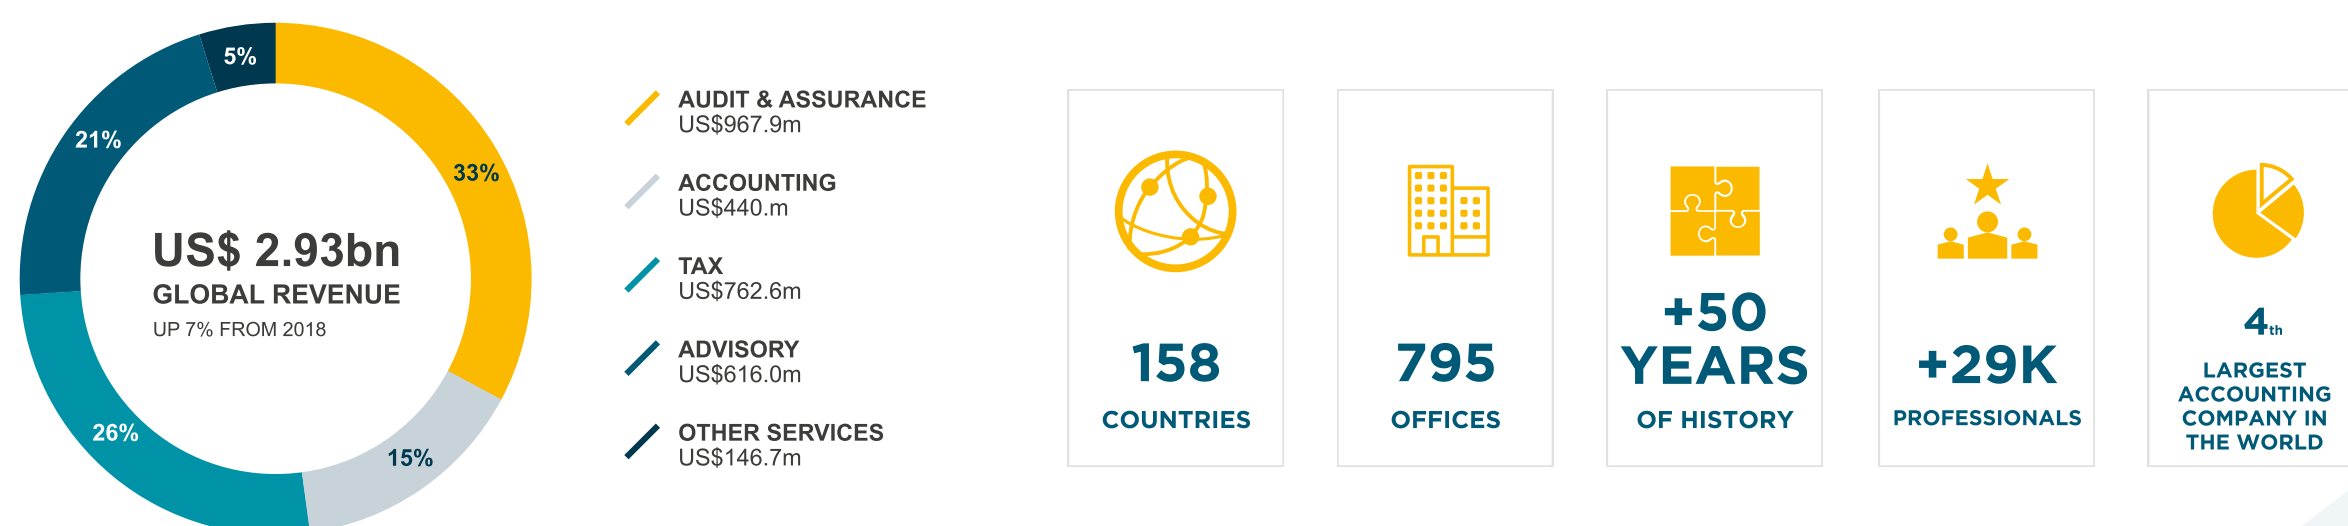 5%
21%
33%
US$ 2.93bn
GLOBAL REVENUE
UP 7% FROM 2018
26%
15%
AUDIT & ASSURANCE
US$967.9m
ACCOUNTING
US$440.m
TAX
US$762.6m
ADVISORY
US$616.0m
OTHER SERVICES
US$146.7m
158
COUNTRIES
795
OFFICES
+50
YEARS
OF HISTORY
+29K
PROFESSIONALS
4th
LARGEST
ACCOUNTING
COMPANY IN
THE WORLD